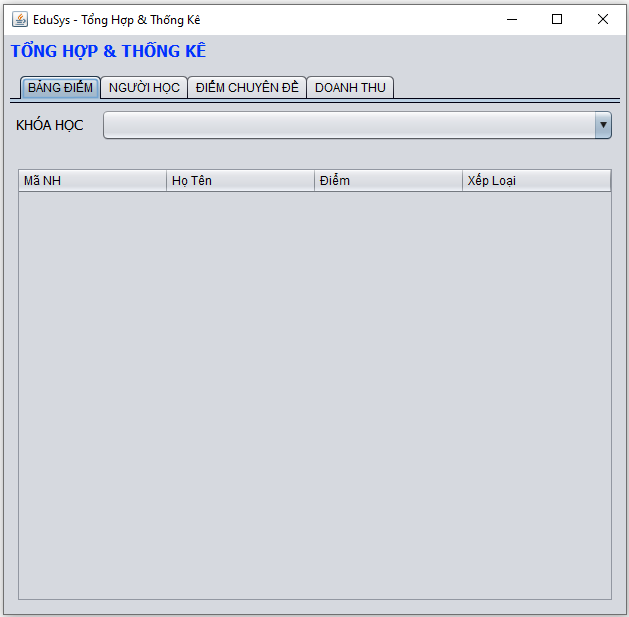 EduSys - Tổng Hợp & Thống Kê
TỔNG HỢP & THỐNG KÊ
BẢNG ĐIỂM NGƯỜI HỌC ĐIỂM CHUYÊN ĐỀ DOANH THU
KHÓA HỌC
Mã NH Họ Tên Điểm Xếp Loại